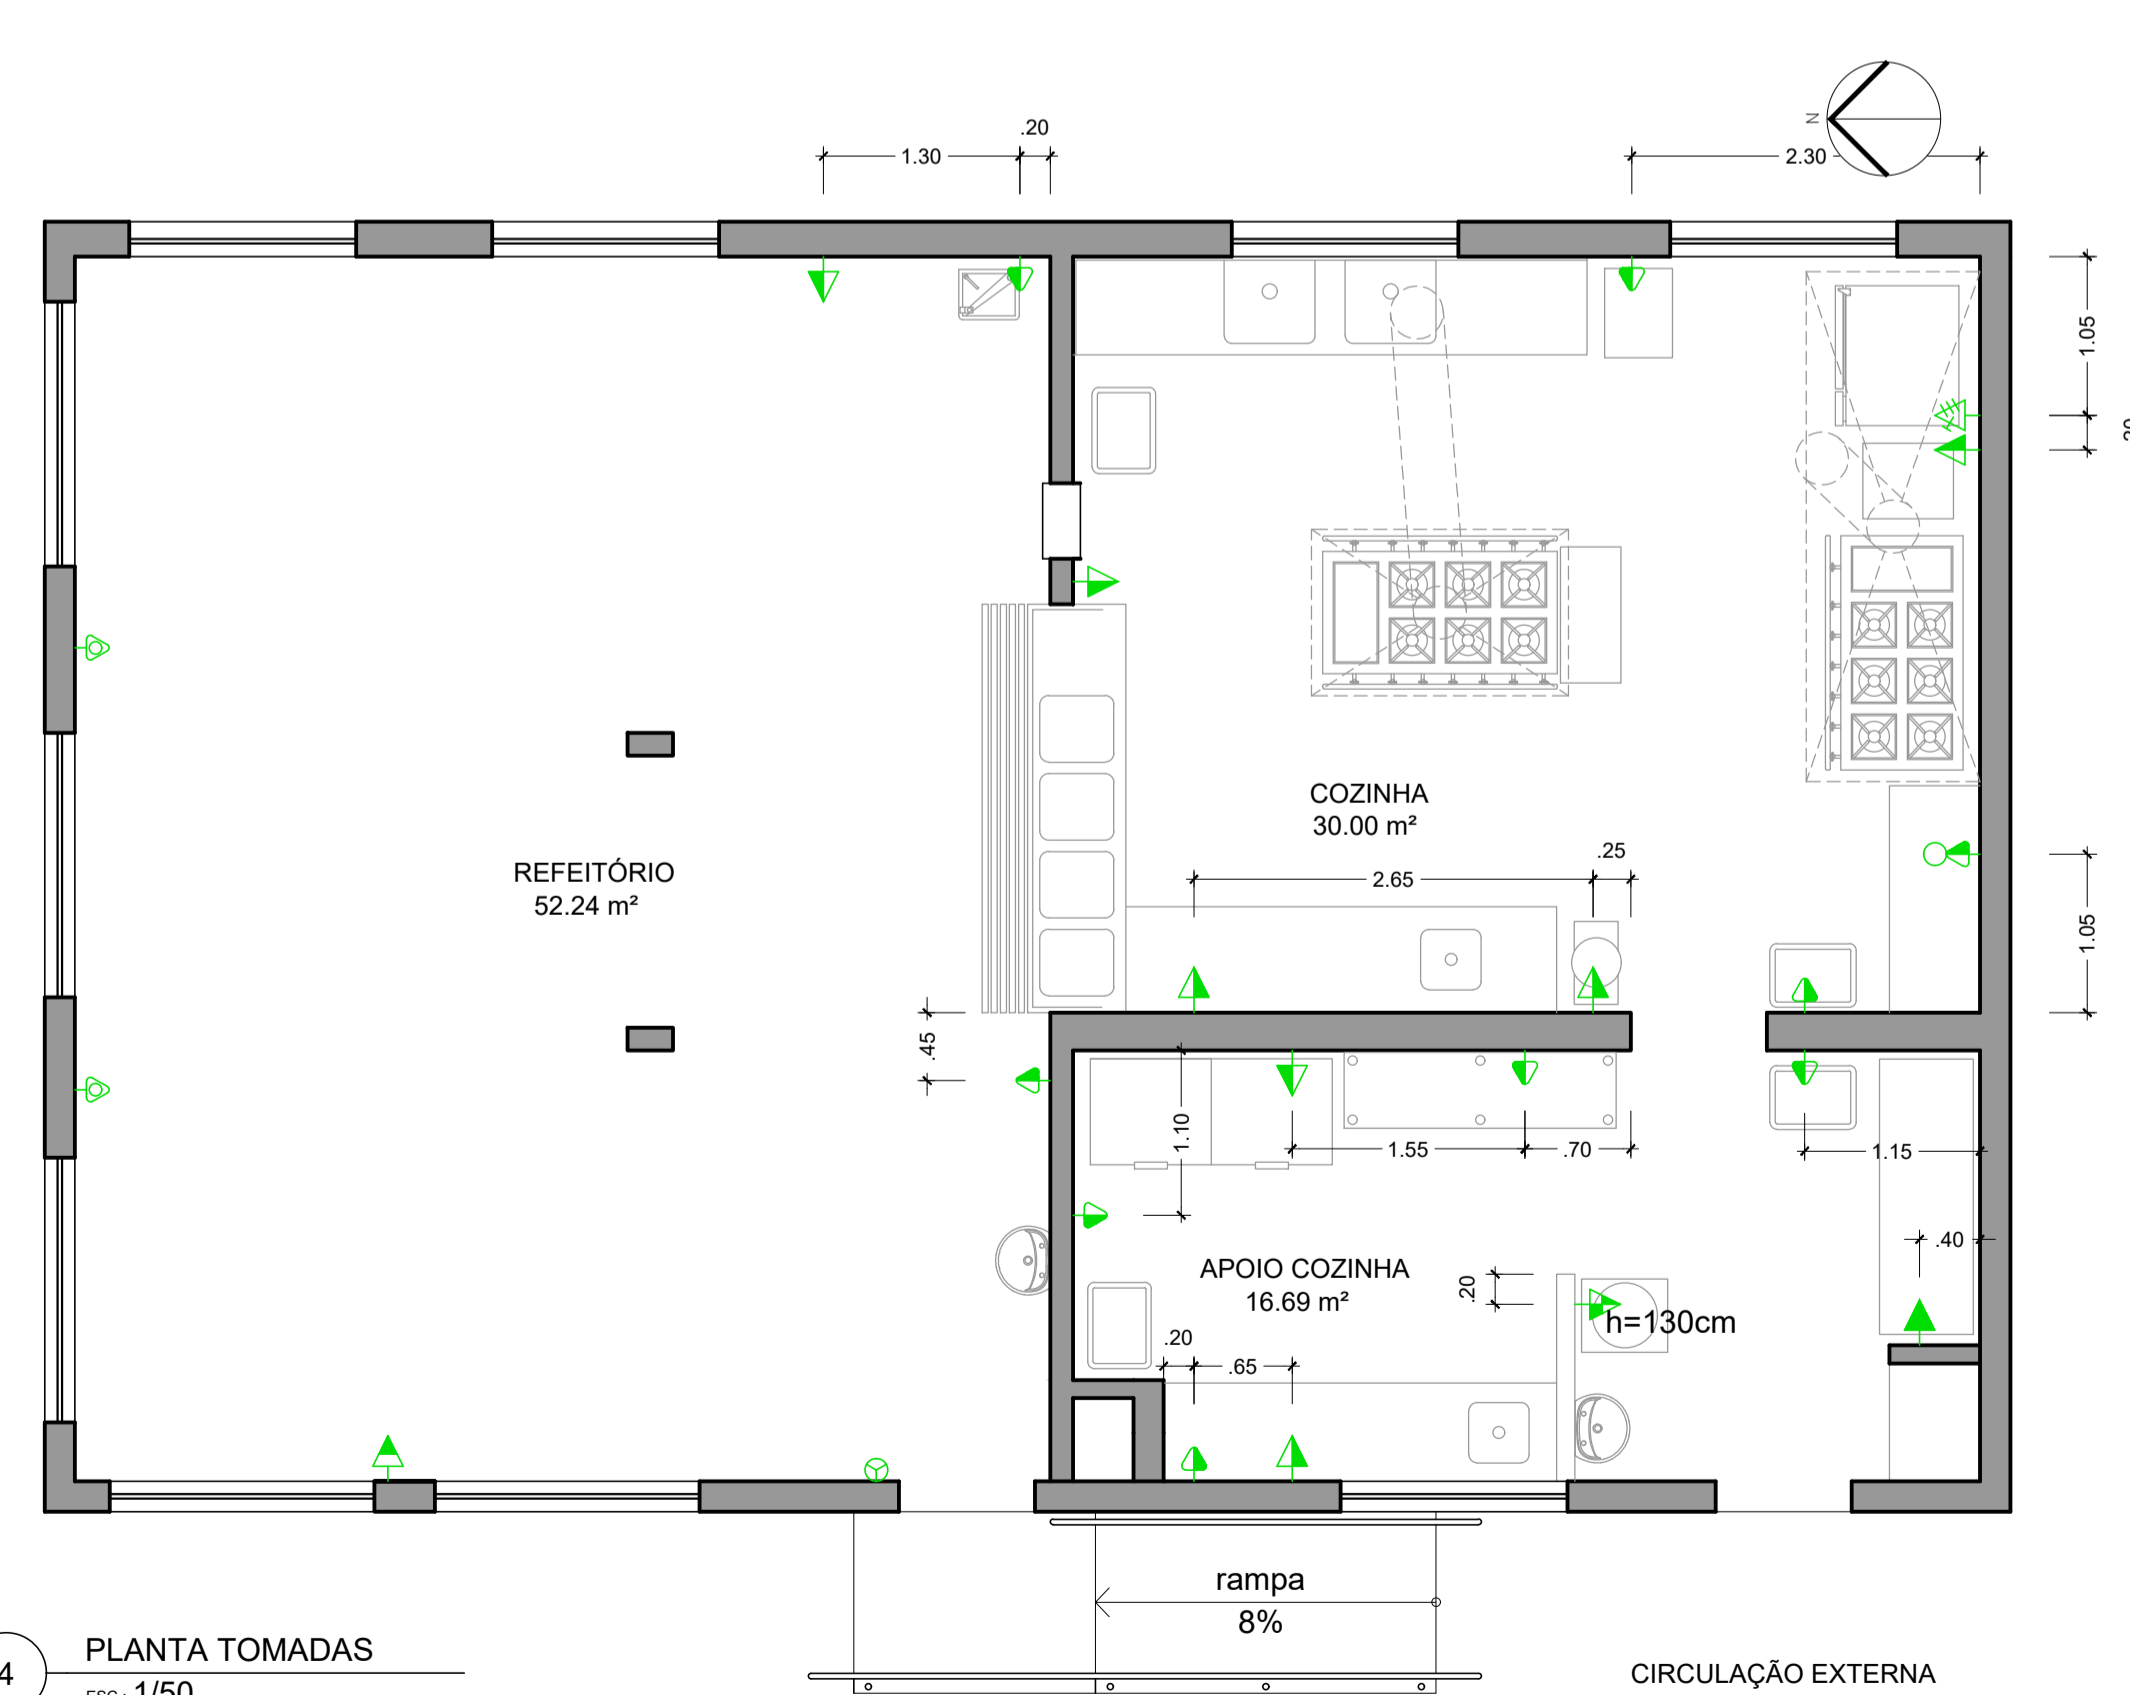 .20
1.30
2.30
N
1.05
.20
COZINHA
30.00 m²
.25
2.65
REFEITÓRIO
52.24 m²
1.05
.45
1.10
1.55
.70
1.15
.40
APOIO COZINHA
16.69 m²
.20
h=130cm
.20
.65
rampa
8%
4
PLANTA TOMADAS
ESC.: 1/50
CIRCULAÇÃO EXTERNA